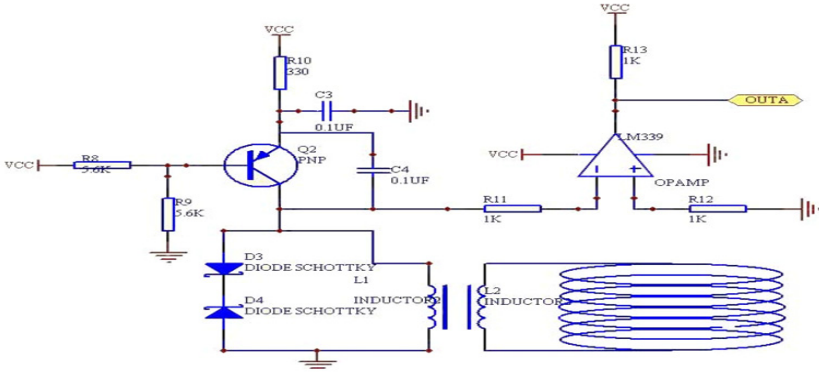 VCC
R10
330
C3
0.1UF
Q2
PNP
C4
0.1UF
VCC
R8
5.6K
R9
5.6K
D3
DIODE SCHOTTKY
D4
DIODE SCHOTTKY
L1
INDUCTOR2
L2
INDUCTOR2
R11
1K
R12
1K
VCC
R13
1K
OUTA
LM339
VCC
OPAMP